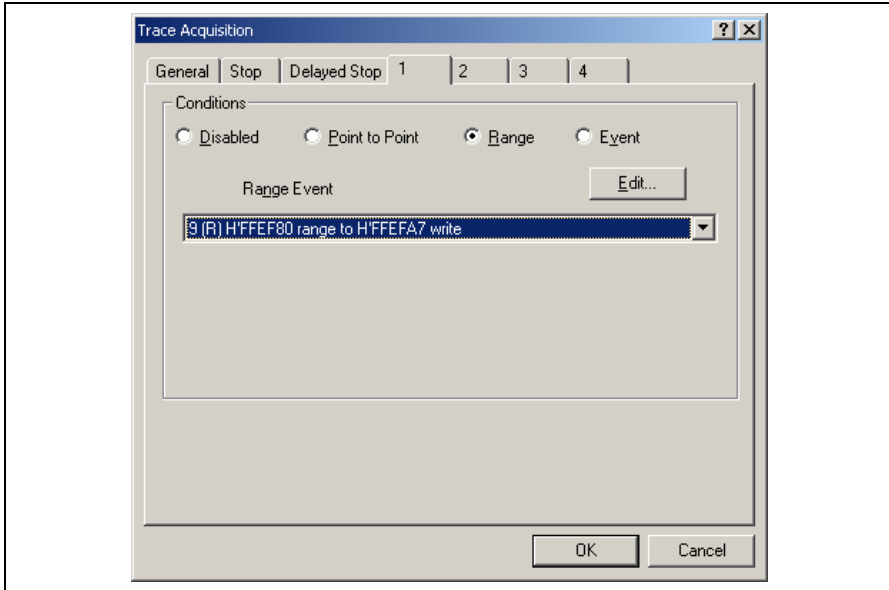 Trace Acquisition
General Stop Delayed Stop 1 2 3 4
Conditions
Disabled Point to Point Range Event
Range Event Edit...
9 (R) H'FFEF80 range to H'FFEFA7 write
OK Cancel